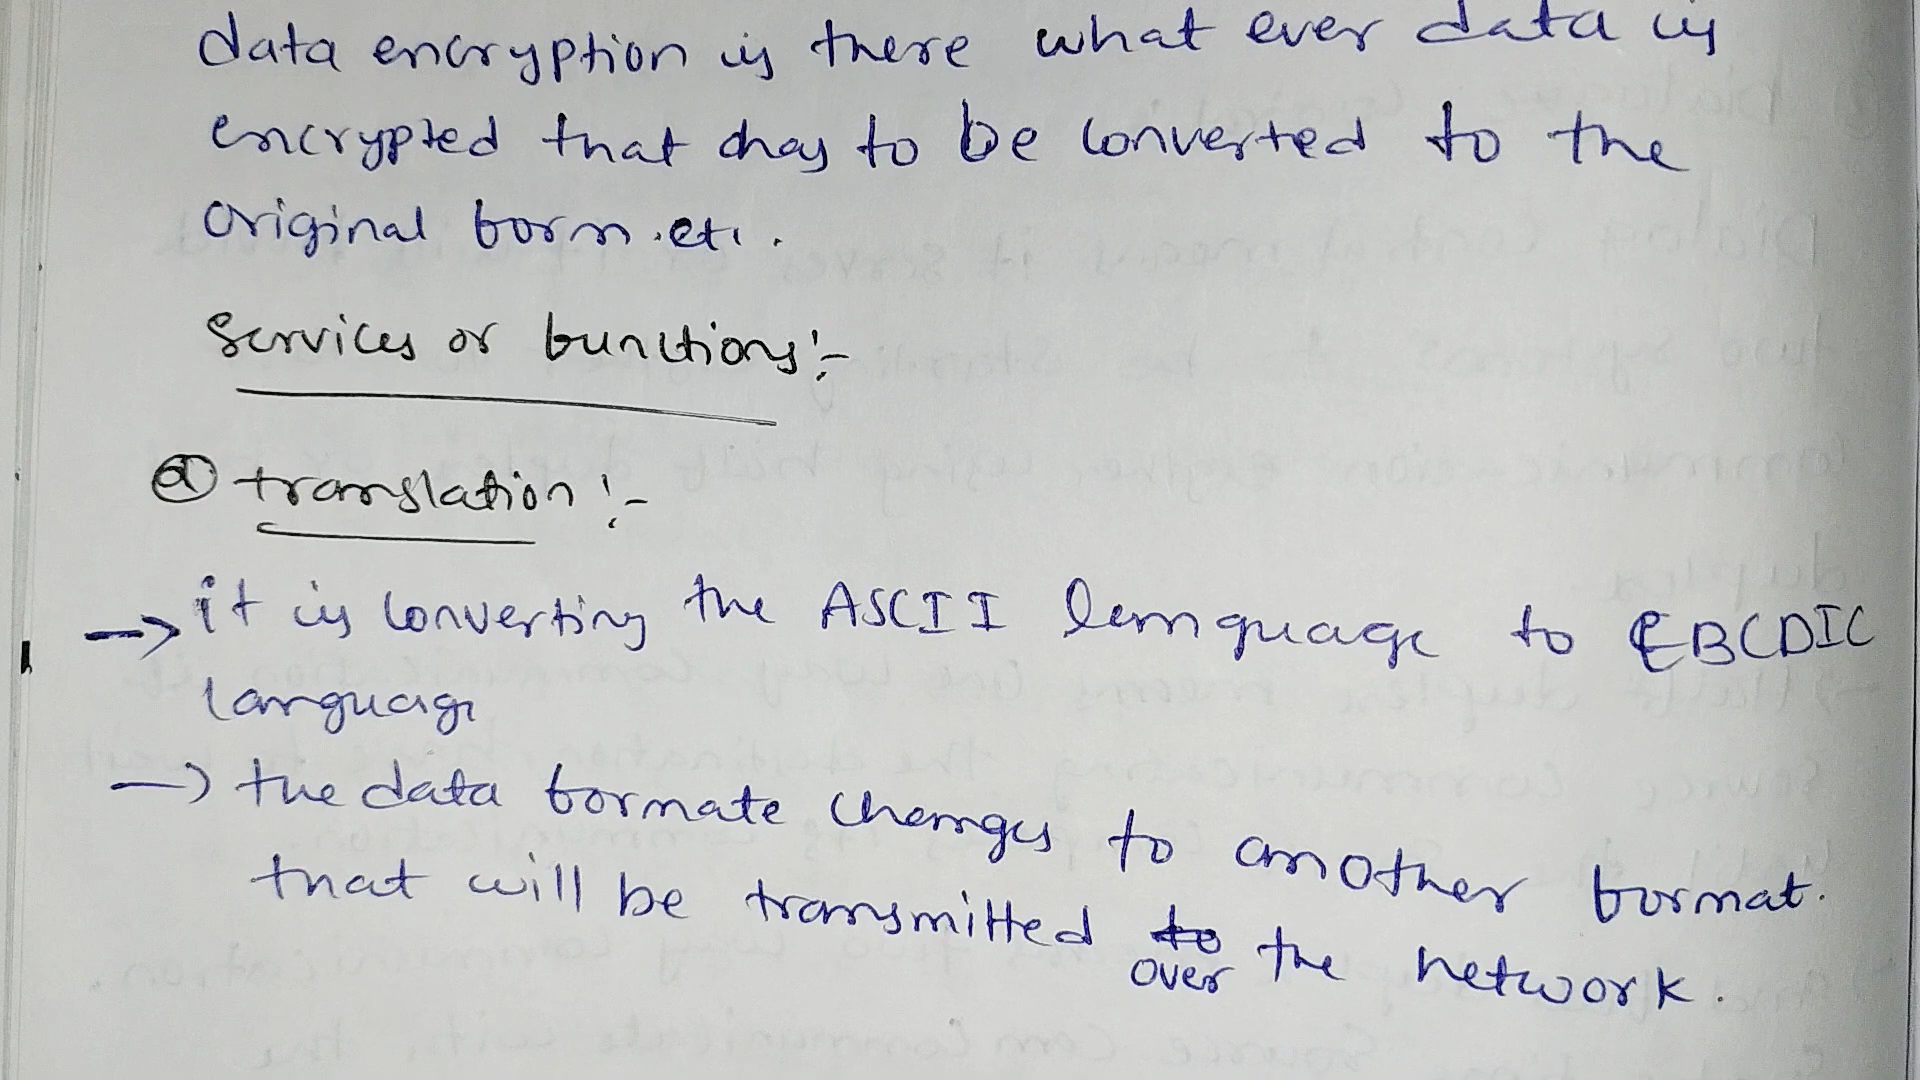 data encryption is there what ever data is
encrypted that has to be converted to the
original form.etc.
Services or functions:-
ⓐ translation:-
→ it is converting the ASCII language to EBCDIC
language
→ the data formate changes to another format.
that will be transmitted to the network.
over